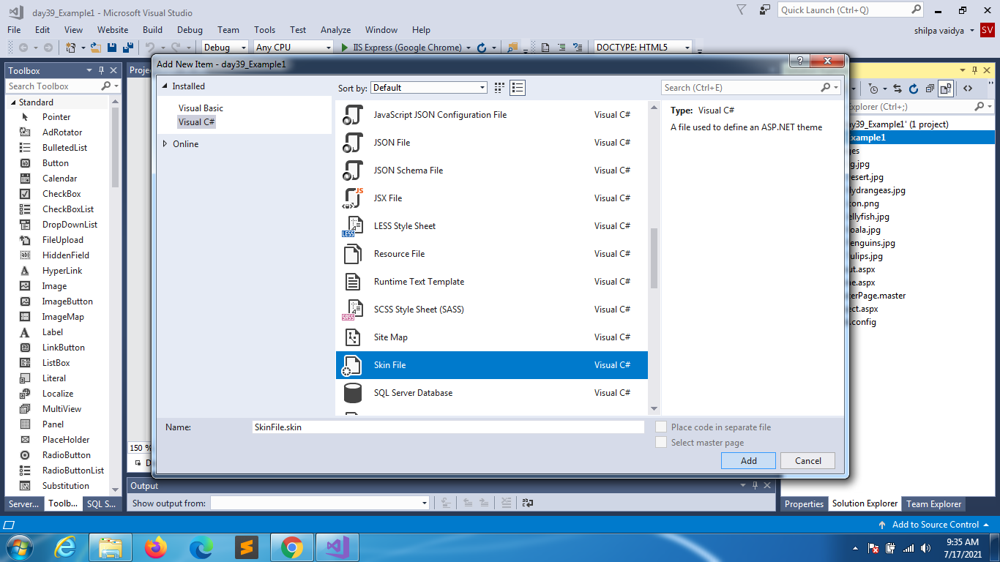 day39_Example1 - Microsoft Visual Studio
Quick Launch (Ctrl+Q)
File Edit View Website Build Debug Team Tools Test Analyze Window Help
shilpa vaidya SV
Debug Any CPU IIS Express (Google Chrome) DOCTYPE: HTML5
Toolbox
Search Toolbox
Standard
Pointer
AdRotator
BulletedList
Button
Calendar
CheckBox
CheckBoxList
DropDownList
FileUpload
HiddenField
HyperLink
Image
ImageButton
ImageMap
Label
LinkButton
ListBox
Literal
Localize
MultiView
Panel
PlaceHolder
RadioButton
RadioButtonList
Substitution
Server... Toolb... SQL S...
Add New Item - day39_Example1
Installed
Visual Basic
Visual C#
Online
Sort by: Default
Search (Ctrl+E)
JavaScript JSON Configuration File Visual C#
JSON File Visual C#
JSON Schema File Visual C#
JSX File Visual C#
LESS Style Sheet Visual C#
Resource File Visual C#
Runtime Text Template Visual C#
SCSS Style Sheet (SASS) Visual C#
Site Map Visual C#
Skin File Visual C#
SQL Server Database Visual C#
Type: Visual C#
A file used to define an ASP.NET theme
Name: SkinFile.skin
Place code in separate file
Select master page
Add Cancel
150 %
Output
Show output from:
xplorer (Ctrl+;)
y39_Example1' (1 project)
xample1
ges
g.jpg
esert.jpg
ydrangeas.jpg
on.png
ellyfish.jpg
oala.jpg
enguins.jpg
ulips.jpg
ut.aspx
e.aspx
erPage.master
ect.aspx
.config
Properties Solution Explorer Team Explorer
Add to Source Control
9:35 AM
7/17/2021